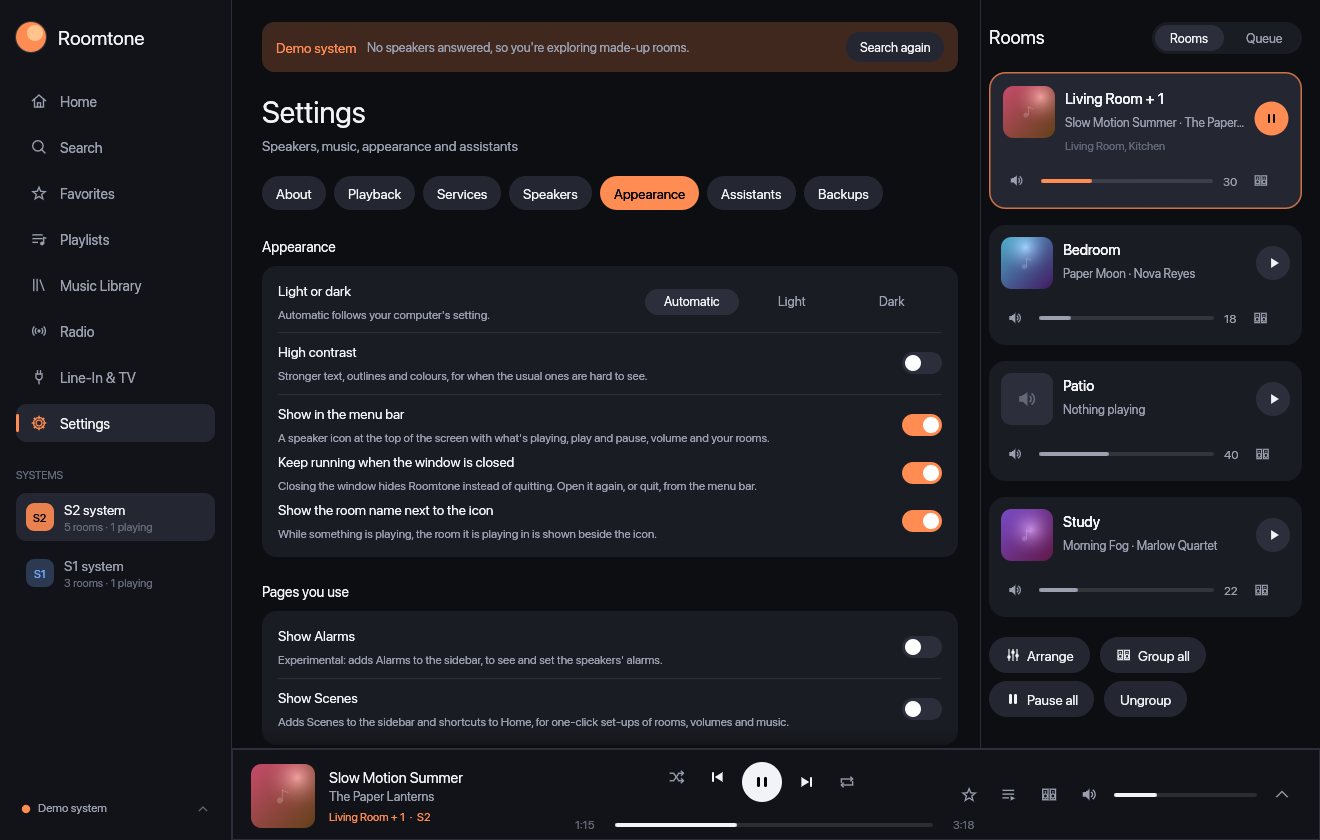 Roomtone
Home
Search
Favorites
Playlists
Music Library
Radio
Line-In & TV
Settings
SYSTEMS
S2
S2 system
5 rooms · 1 playing
S1
S1 system
3 rooms · 1 playing
Demo system
Demo system No speakers answered, so you're exploring made-up rooms. Search again
Settings
Speakers, music, appearance and assistants
About Playback Services Speakers Appearance Assistants Backups
Appearance
Light or dark
Automatic follows your computer's setting.
Automatic Light Dark
High contrast
Stronger text, outlines and colours, for when the usual ones are hard to see.
Show in the menu bar
A speaker icon at the top of the screen with what's playing, play and pause, volume and your rooms.
Keep running when the window is closed
Closing the window hides Roomtone instead of quitting. Open it again, or quit, from the menu bar.
Show the room name next to the icon
While something is playing, the room it is playing in is shown beside the icon.
Pages you use
Show Alarms
Experimental: adds Alarms to the sidebar, to see and set the speakers' alarms.
Show Scenes
Adds Scenes to the sidebar and shortcuts to Home, for one-click set-ups of rooms, volumes and music.
Rooms
Rooms Queue
Living Room + 1
Slow Motion Summer · The Paper...
Living Room, Kitchen
30
Bedroom
Paper Moon · Nova Reyes
18
Patio
Nothing playing
40
Study
Morning Fog · Marlow Quartet
22
Arrange Group all
Pause all Ungroup
Slow Motion Summer
The Paper Lanterns
Living Room + 1 · S2
1:15 3:18